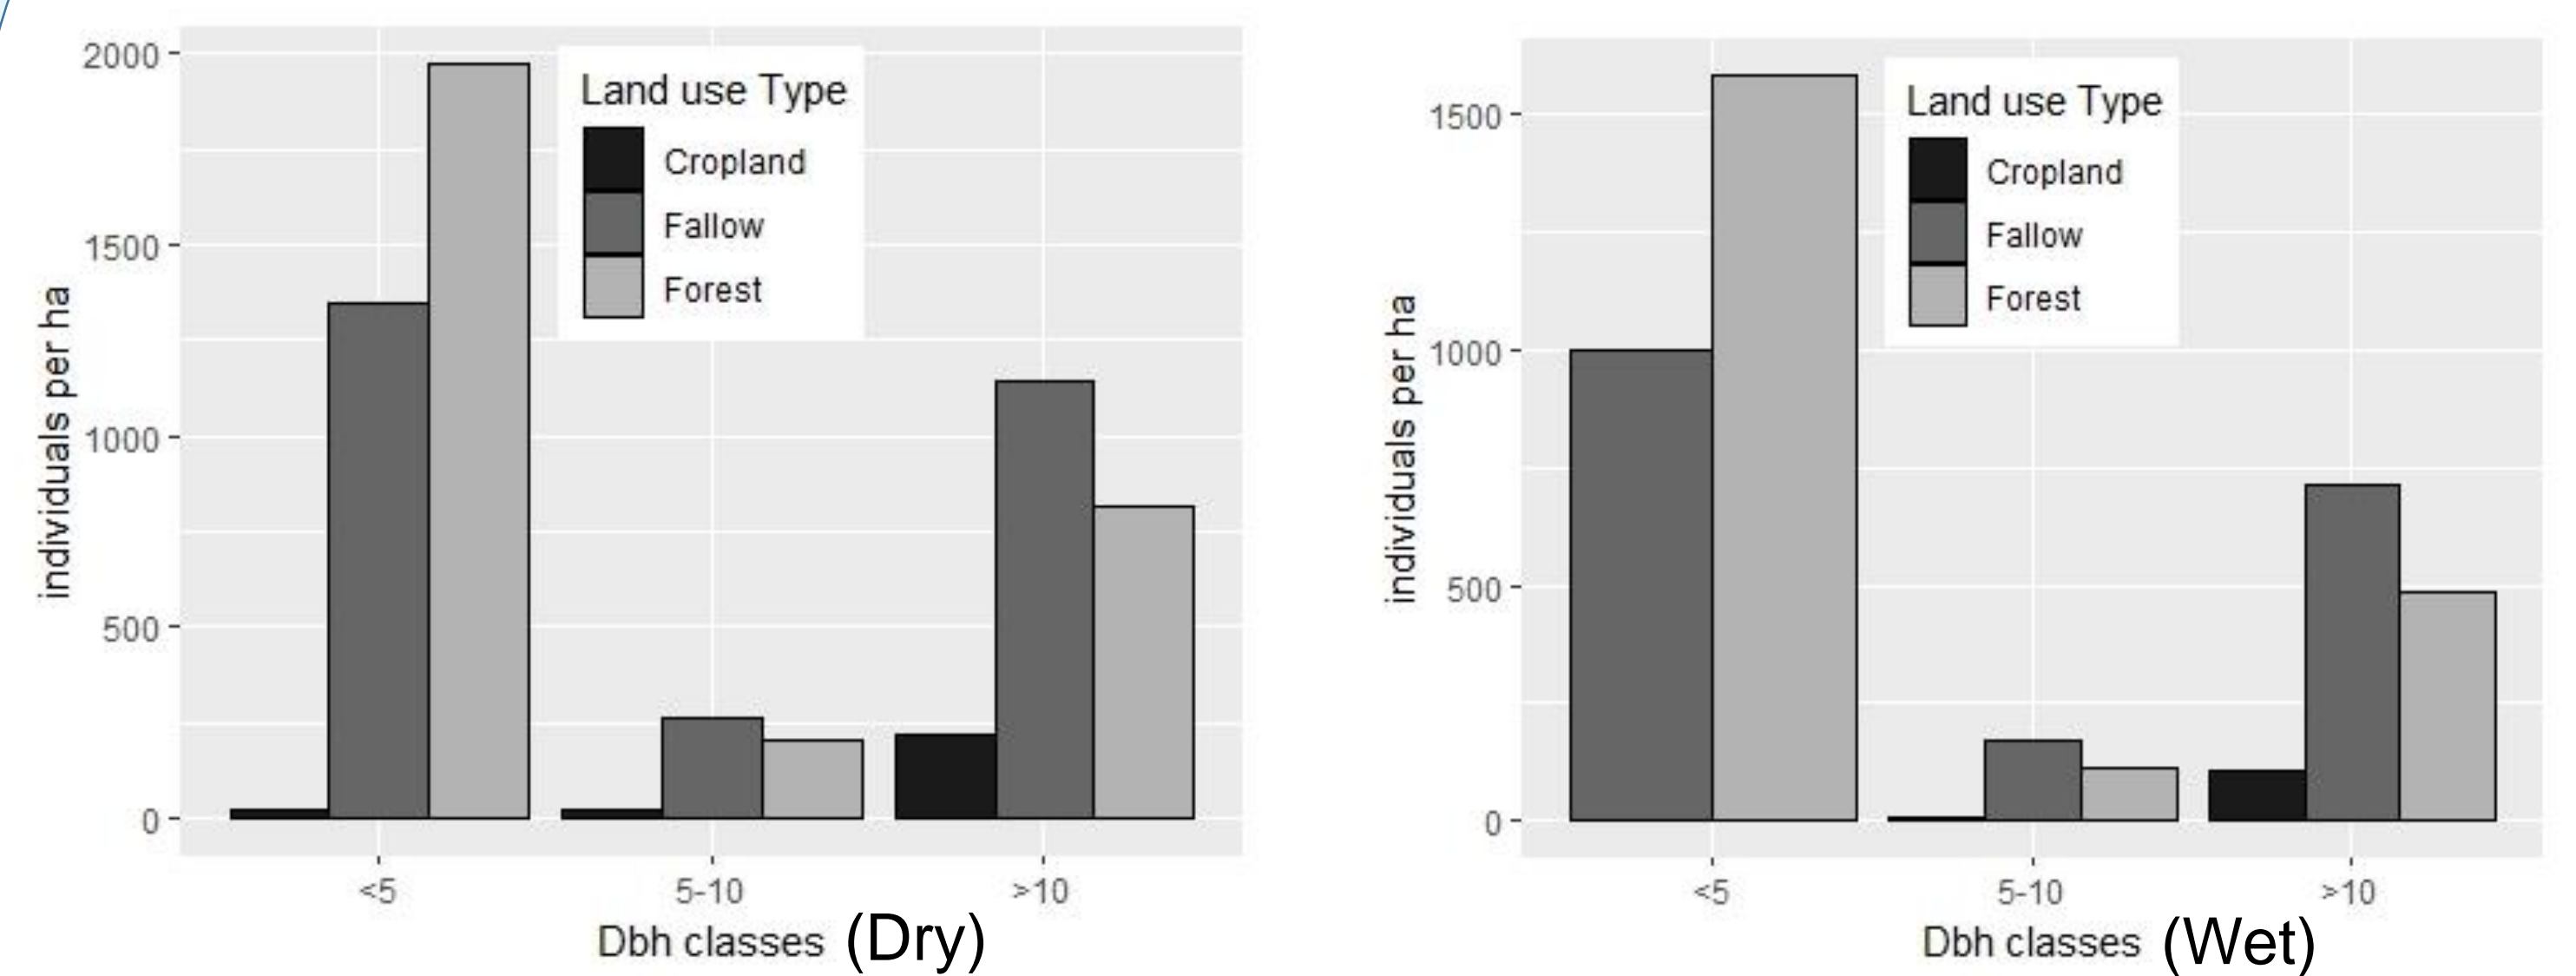 2000
1500
1000
500
0
individuals per ha
Land use Type
Cropland
Fallow
Forest
<5
5-10
>10
Dbh classes (Dry)
1500
1000
500
0
individuals per ha
Land use Type
Cropland
Fallow
Forest
<5
5-10
>10
Dbh classes (Wet)